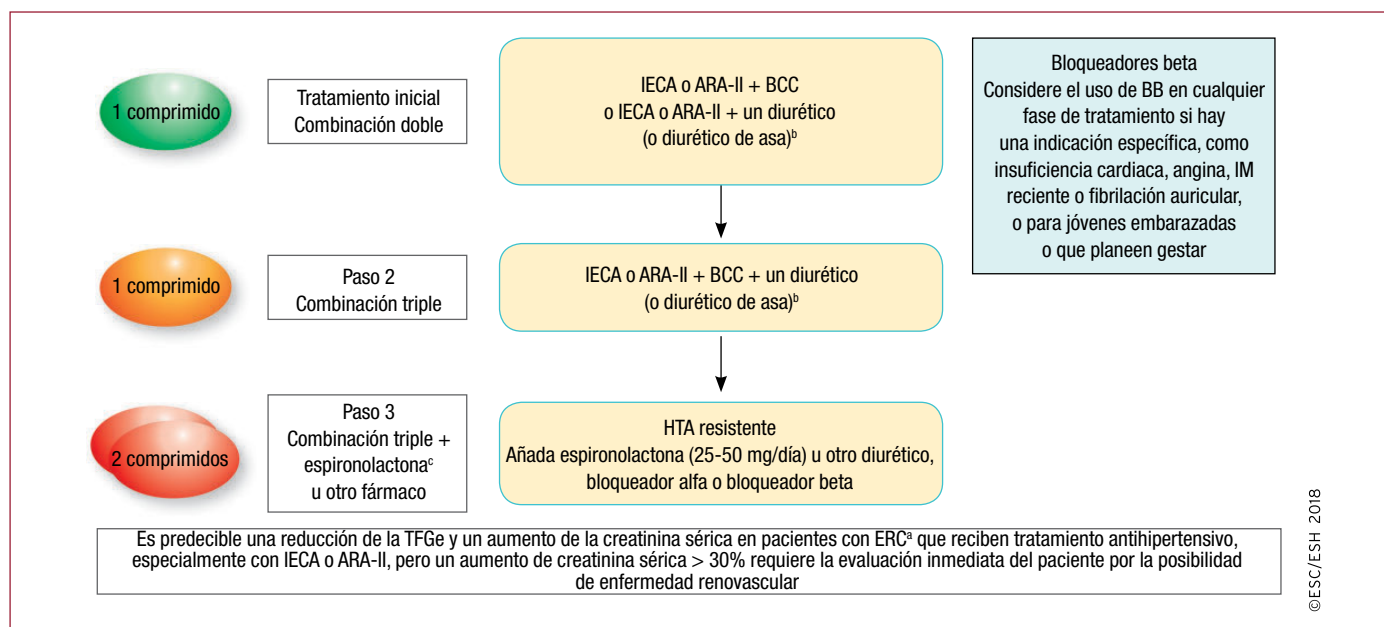 1 comprimido
Tratamiento inicial
Combinación doble
IECA o ARA-II + BCC
o IECA o ARA-II + un diurético
(o diurético de asa)ᵇ
Bloqueadores beta
Considere el uso de BB en cualquier
fase de tratamiento si hay
una indicación específica, como
insuficiencia cardiaca, angina, IM
reciente o fibrilación auricular,
o para jóvenes embarazadas
o que planeen gestar
1 comprimido
Paso 2
Combinación triple
IECA o ARA-II + BCC + un diurético
(o diurético de asa)ᵇ
2 comprimidos
Paso 3
Combinación triple +
espironolactonaᶜ
u otro fármaco
HTA resistente
Añada espironolactona (25-50 mg/día) u otro diurético,
bloqueador alfa o bloqueador beta
Es predecible una reducción de la TFGe y un aumento de la creatinina sérica en pacientes con ERCᵃ que reciben tratamiento antihipertensivo,
especialmente con IECA o ARA-II, pero un aumento de creatinina sérica > 30% requiere la evaluación inmediata del paciente por la posibilidad
de enfermedad renovascular
©ESC/ESH 2018